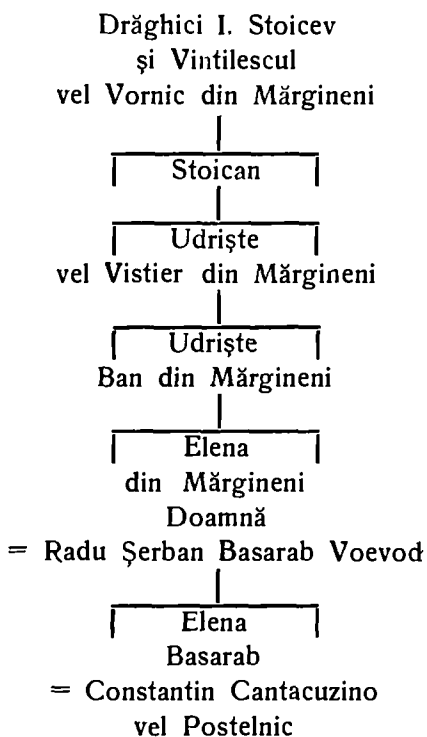 Drăghici I. Stoicev
și Vintilescul
vel Vornic din Mărgineni
Stoican
Udriște
vel Vistier din Mărgineni
Udriște
Ban din Mărgineni
Elena
din Mărgineni
Doamnă
= Radu Șerban Basarab Voevod
Elena
Basarab
= Constantin Cantacuzino
vel Postelnic